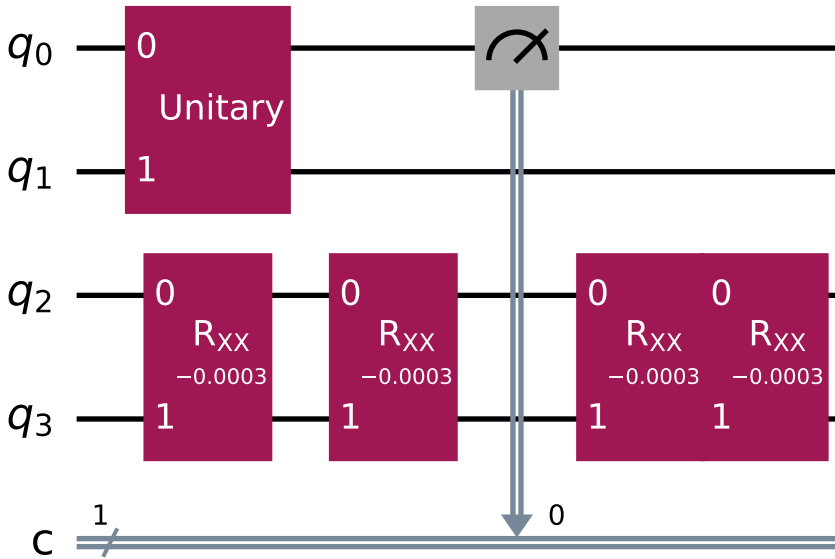 q0 0
Unitary
q1 1
q2 0 0 0 0
RXX RXX RXX RXX
−0.0003 −0.0003 −0.0003 −0.0003
q3 1 1 1 1
1 0
c